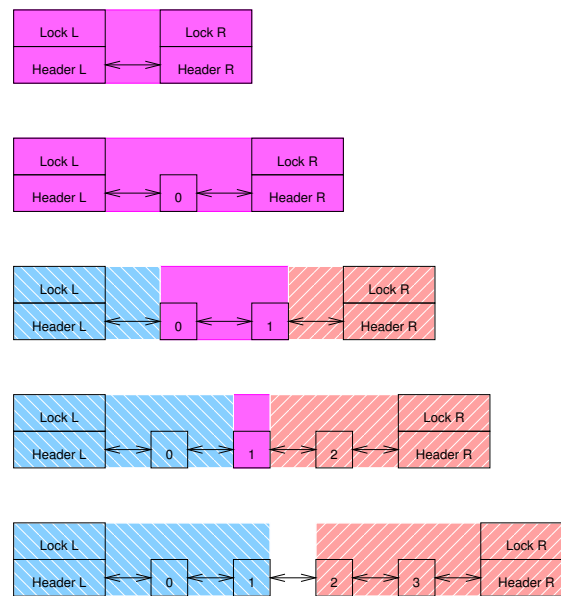 Lock L Lock R
Header L Header R
Lock L Lock R
Header L 0 Header R
Lock L Lock R
Header L 0 1 Header R
Lock L Lock R
Header L 0 1 2 Header R
Lock L Lock R
Header L 0 1 2 3 Header R